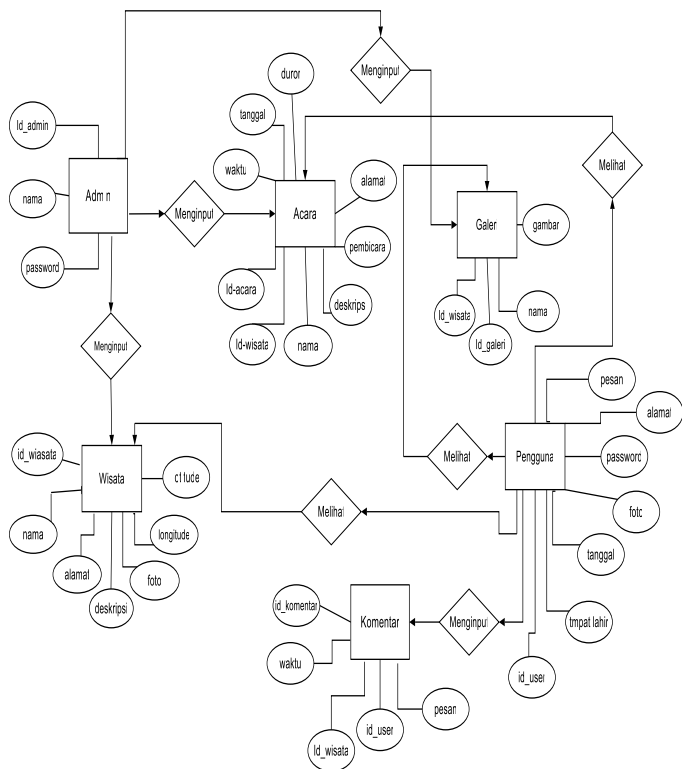 Menginput
duror
tanggal
Id_admin
Melihat
waktu
alamat
Adm n
nama
Menginput
Acara
Galer
gambar
pembicara
password
Id-acara
deskrips
Id_wisata
nama
Id-wisata
nama
Id_galeri
Menginput
pesan
alamat
id_wiasata
Wisata
ct tude
Melihat
Pengguna
password
nama
longitude
Melihat
foto
alamat
foto
tanggal
deskripsi
id_komentar
Komentar
Menginput
tmpat lahir
waktu
id_user
pesan
Id_wisata
id_user